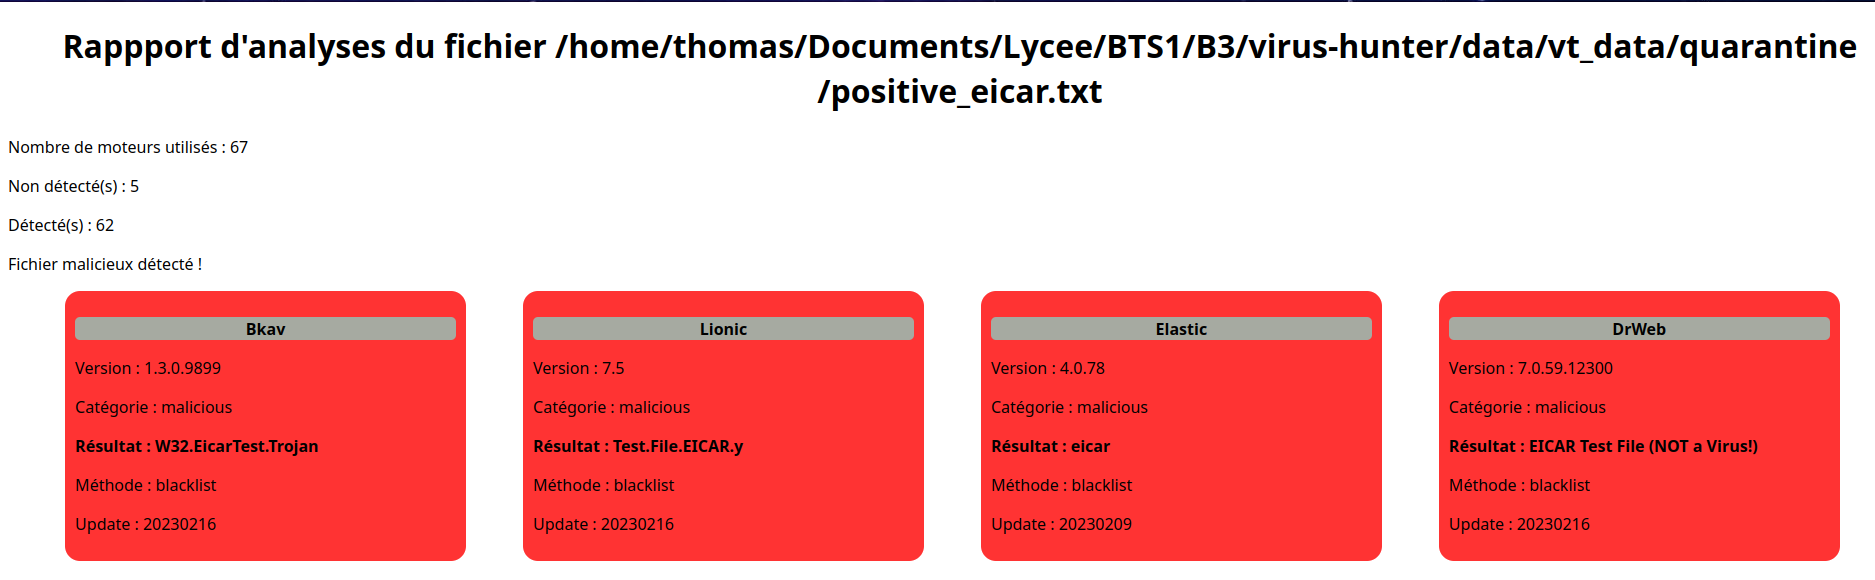 Rappport d'analyses du fichier /home/thomas/Documents/Lycee/BTS1/B3/virus-hunter/data/vt_data/quarantine
/positive_eicar.txt
Nombre de moteurs utilisés : 67
Non détecté(s) : 5
Détecté(s) : 62
Fichier malicieux détecté !
Bkav
Version : 1.3.0.9899
Catégorie : malicious
Résultat : W32.EicarTest.Trojan
Méthode : blacklist
Update : 20230216
Lionic
Version : 7.5
Catégorie : malicious
Résultat : Test.File.EICAR.y
Méthode : blacklist
Update : 20230216
Elastic
Version : 4.0.78
Catégorie : malicious
Résultat : eicar
Méthode : blacklist
Update : 20230209
DrWeb
Version : 7.0.59.12300
Catégorie : malicious
Résultat : EICAR Test File (NOT a Virus!)
Méthode : blacklist
Update : 20230216